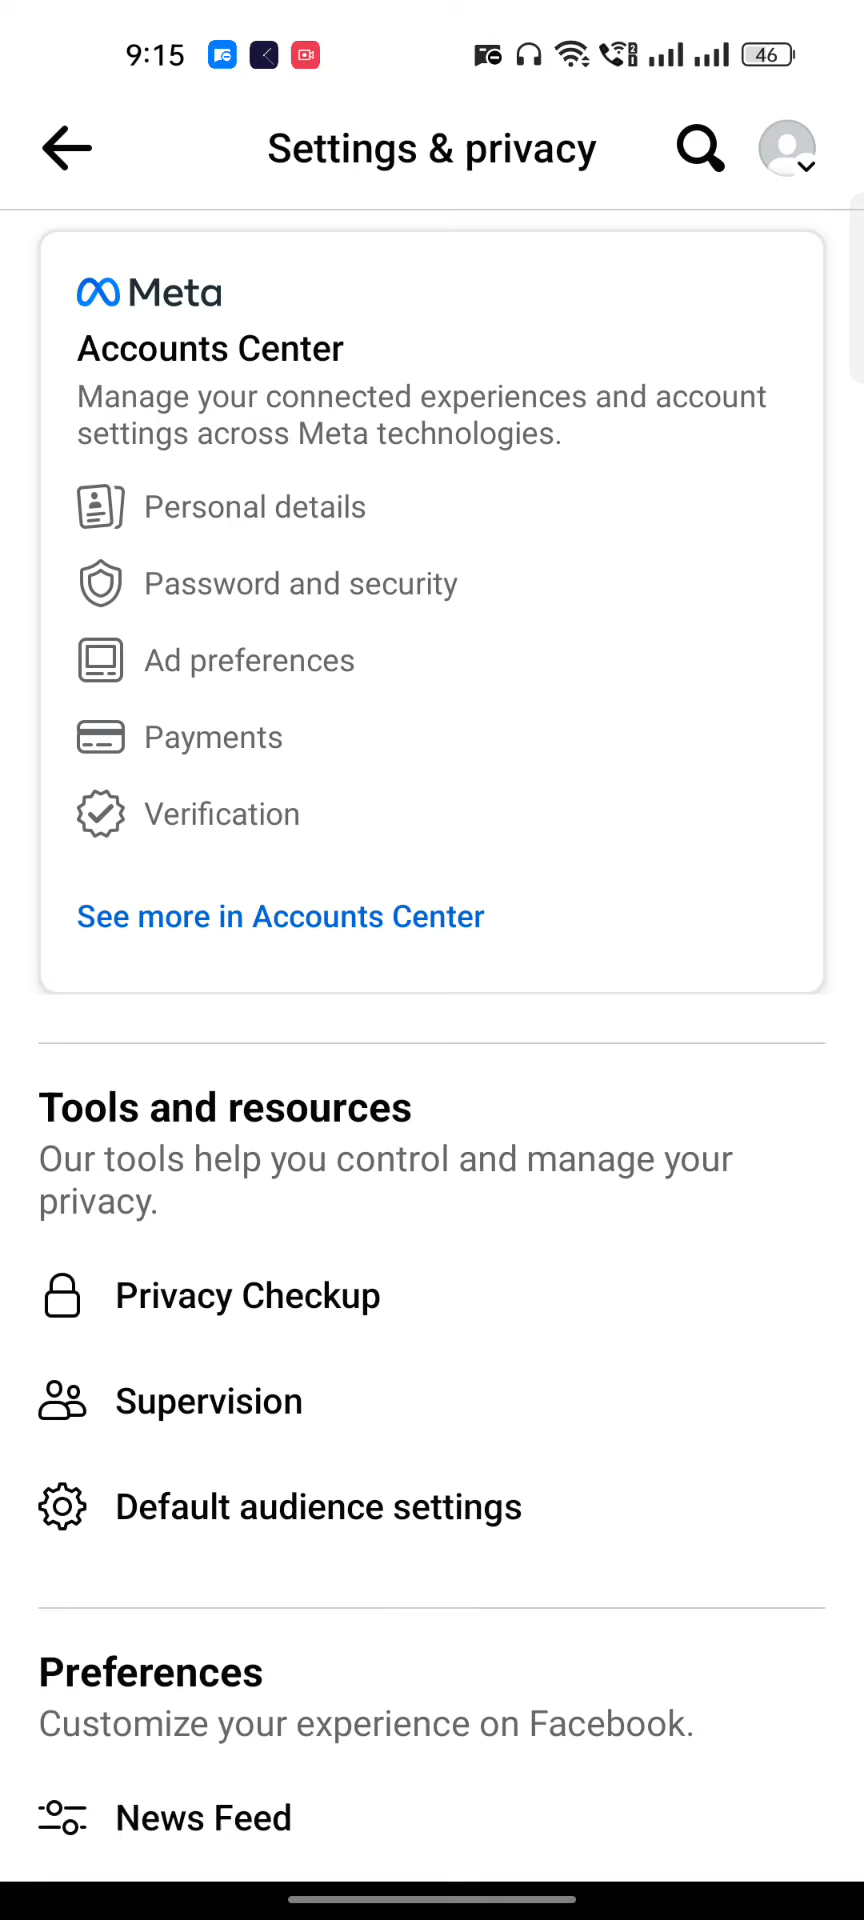 9:15
46
Settings & privacy
Meta
Accounts Center
Manage your connected experiences and account
settings across Meta technologies.
Personal details
Password and security
Ad preferences
Payments
Verification
See more in Accounts Center
Tools and resources
Our tools help you control and manage your
privacy.
Privacy Checkup
Supervision
Default audience settings
Preferences
Customize your experience on Facebook.
News Feed